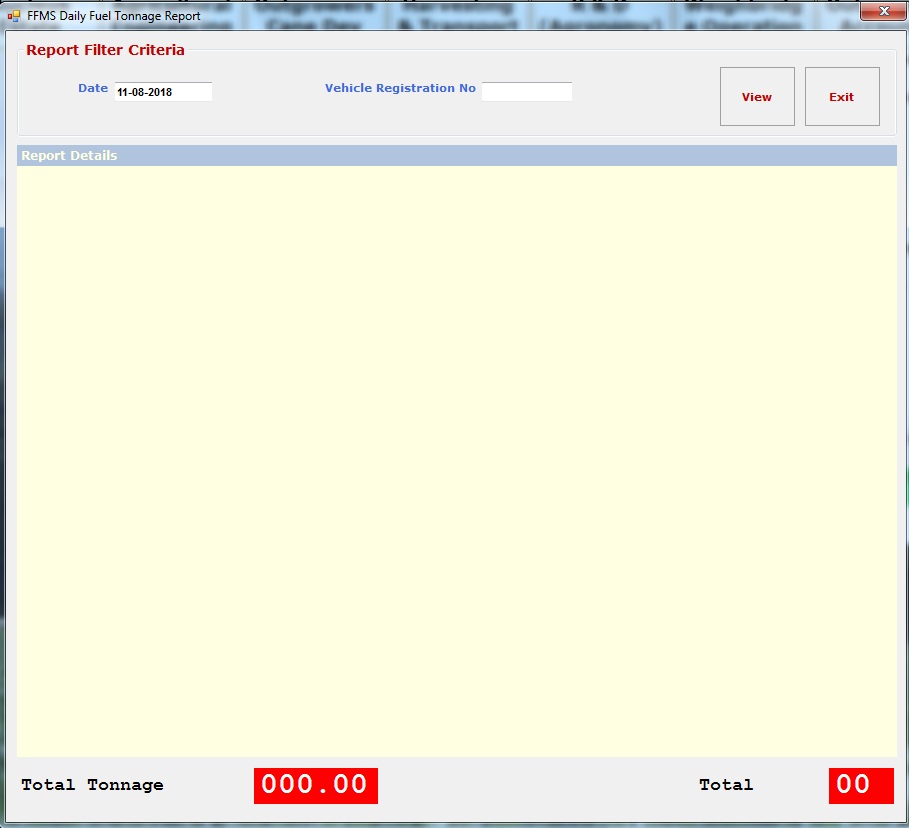 FFMS Daily Fuel Tonnage Report
Report Filter Criteria
Date 11-08-2018 Vehicle Registration No View Exit
Report Details
Total Tonnage 000.00 Total 00